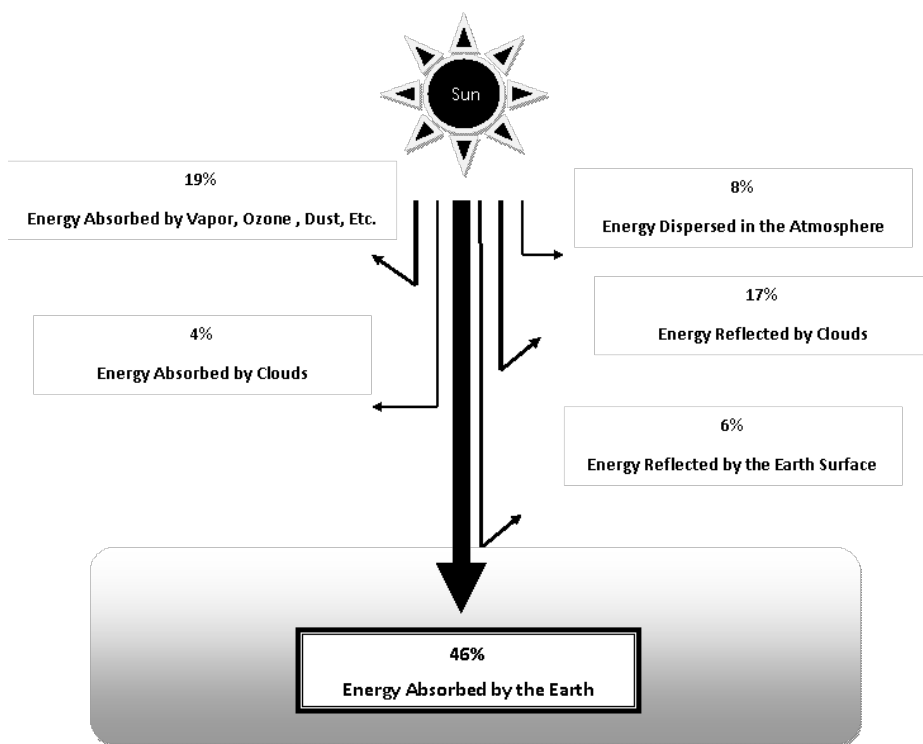 Sun
19%
Energy Absorbed by Vapor, Ozone , Dust, Etc.
8%
Energy Dispersed in the Atmosphere
17%
Energy Reflected by Clouds
4%
Energy Absorbed by Clouds
6%
Energy Reflected by the Earth Surface
46%
Energy Absorbed by the Earth